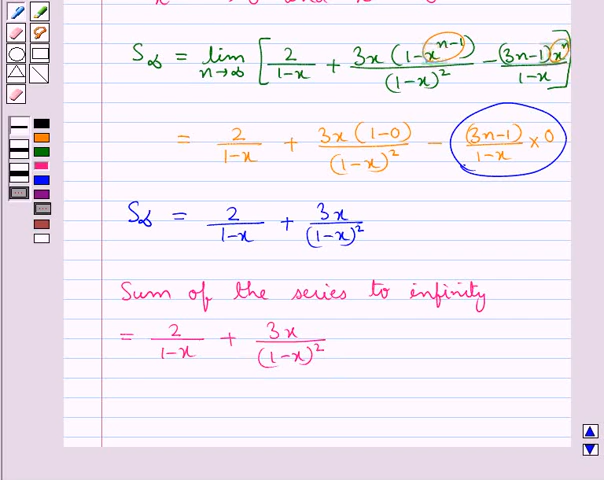 S∞ = lim n→∞ [ 2/(1-x) + 3x(1-x^(n-1))/(1-x)² - (3n-1)x^n/(1-x) ]
= 2/(1-x) + 3x(1-0)/(1-x)² - (3n-1)/(1-x) × 0
S∞ = 2/(1-x) + 3x/(1-x)²
Sum of the series to infinity
= 2/(1-x) + 3x/(1-x)²